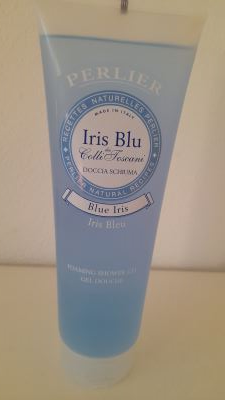 PERLIER
MADE IN ITALY
RECETTES NATURELLES PERLIER
Iris Blu
dai
Colli Toscani
DOCCIA SCHIUMA
PERLIER NATURAL RECIPES
Blue Iris
Iris Bleu
FOAMING SHOWER GEL
GEL DOUCHE